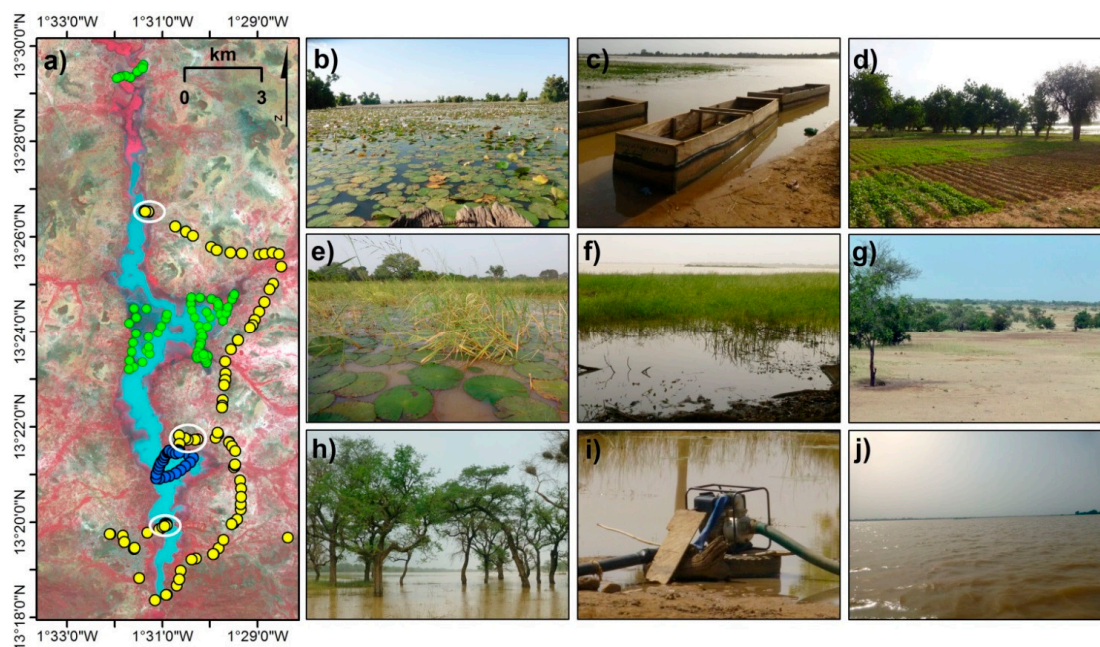 1°33'0"W 1°31'0"W 1°29'0"W
a)
km
0 3
z
13°30'0"N
13°28'0"N
13°26'0"N
13°24'0"N
13°22'0"N
13°20'0"N
13°18'0"N
1°33'0"W 1°31'0"W 1°29'0"W
b)
c)
d)
e)
f)
g)
h)
i)
j)